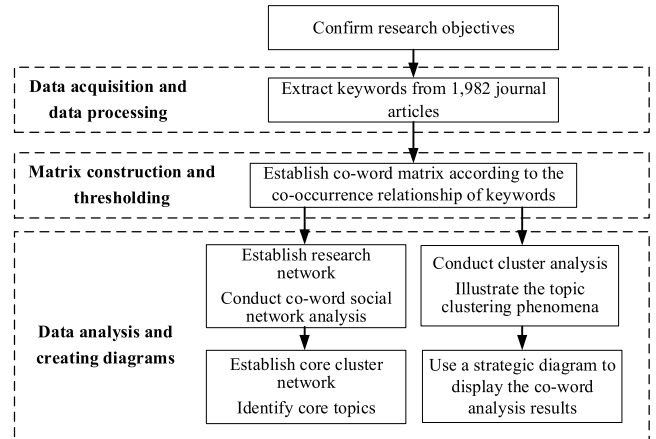 Confirm research objectives
Data acquisition and
data processing
Extract keywords from 1,982 journal
articles
Matrix construction and
thresholding
Establish co-word matrix according to the
co-occurrence relationship of keywords
Data analysis and
creating diagrams
Establish research
network
Conduct co-word social
network analysis
Conduct cluster analysis
Illustrate the topic
clustering phenomena
Establish core cluster
network
Identify core topics
Use a strategic diagram to
display the co-word
analysis results